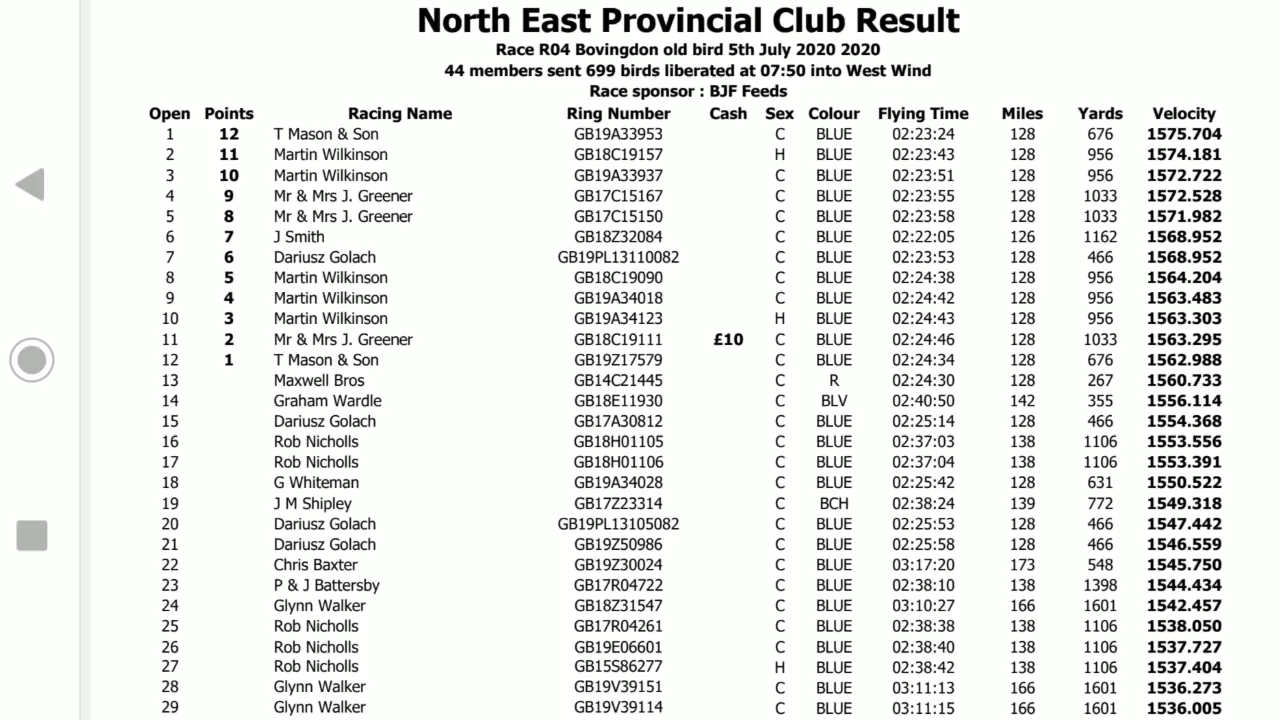 North East Provincial Club Result
Race R04 Bovingdon old bird 5th July 2020 2020
44 members sent 699 birds liberated at 07:50 into West Wind
Race sponsor : BJF Feeds
Open Points Racing Name Ring Number Cash Sex Colour Flying Time Miles Yards Velocity
1 12 T Mason & Son GB19A33953 C BLUE 02:23:24 128 676 1575.704
2 11 Martin Wilkinson GB18C19157 H BLUE 02:23:43 128 956 1574.181
3 10 Martin Wilkinson GB19A33937 C BLUE 02:23:51 128 956 1572.722
4 9 Mr & Mrs J. Greener GB17C15167 C BLUE 02:23:55 128 1033 1572.528
5 8 Mr & Mrs J. Greener GB17C15150 C BLUE 02:23:58 128 1033 1571.982
6 7 J Smith GB18Z32084 C BLUE 02:22:05 126 1162 1568.952
7 6 Dariusz Golach GB19PL13110082 C BLUE 02:23:53 128 466 1568.952
8 5 Martin Wilkinson GB18C19090 C BLUE 02:24:38 128 956 1564.204
9 4 Martin Wilkinson GB19A34018 C BLUE 02:24:42 128 956 1563.483
10 3 Martin Wilkinson GB19A34123 H BLUE 02:24:43 128 956 1563.303
11 2 Mr & Mrs J. Greener GB18C19111 £10 C BLUE 02:24:46 128 1033 1563.295
12 1 T Mason & Son GB19Z17579 C BLUE 02:24:34 128 676 1562.988
13 Maxwell Bros GB14C21445 C R 02:24:30 128 267 1560.733
14 Graham Wardle GB18E11930 C BLV 02:40:50 142 355 1556.114
15 Dariusz Golach GB17A30812 C BLUE 02:25:14 128 466 1554.368
16 Rob Nicholls GB18H01105 C BLUE 02:37:03 138 1106 1553.556
17 Rob Nicholls GB18H01106 C BLUE 02:37:04 138 1106 1553.391
18 G Whiteman GB19A34028 C BLUE 02:25:42 128 631 1550.522
19 J M Shipley GB17Z23314 C BCH 02:38:24 139 772 1549.318
20 Dariusz Golach GB19PL13105082 C BLUE 02:25:53 128 466 1547.442
21 Dariusz Golach GB19Z50986 C BLUE 02:25:58 128 466 1546.559
22 Chris Baxter GB19Z30024 C BLUE 03:17:20 173 548 1545.750
23 P & J Battersby GB17R04722 C BLUE 02:38:10 138 1398 1544.434
24 Glynn Walker GB18Z31547 C BLUE 03:10:27 166 1601 1542.457
25 Rob Nicholls GB17R04261 C BLUE 02:38:38 138 1106 1538.050
26 Rob Nicholls GB19E06601 C BLUE 02:38:40 138 1106 1537.727
27 Rob Nicholls GB15S86277 H BLUE 02:38:42 138 1106 1537.404
28 Glynn Walker GB19V39151 C BLUE 03:11:13 166 1601 1536.273
29 Glynn Walker GB19V39114 C BLUE 03:11:15 166 1601 1536.005